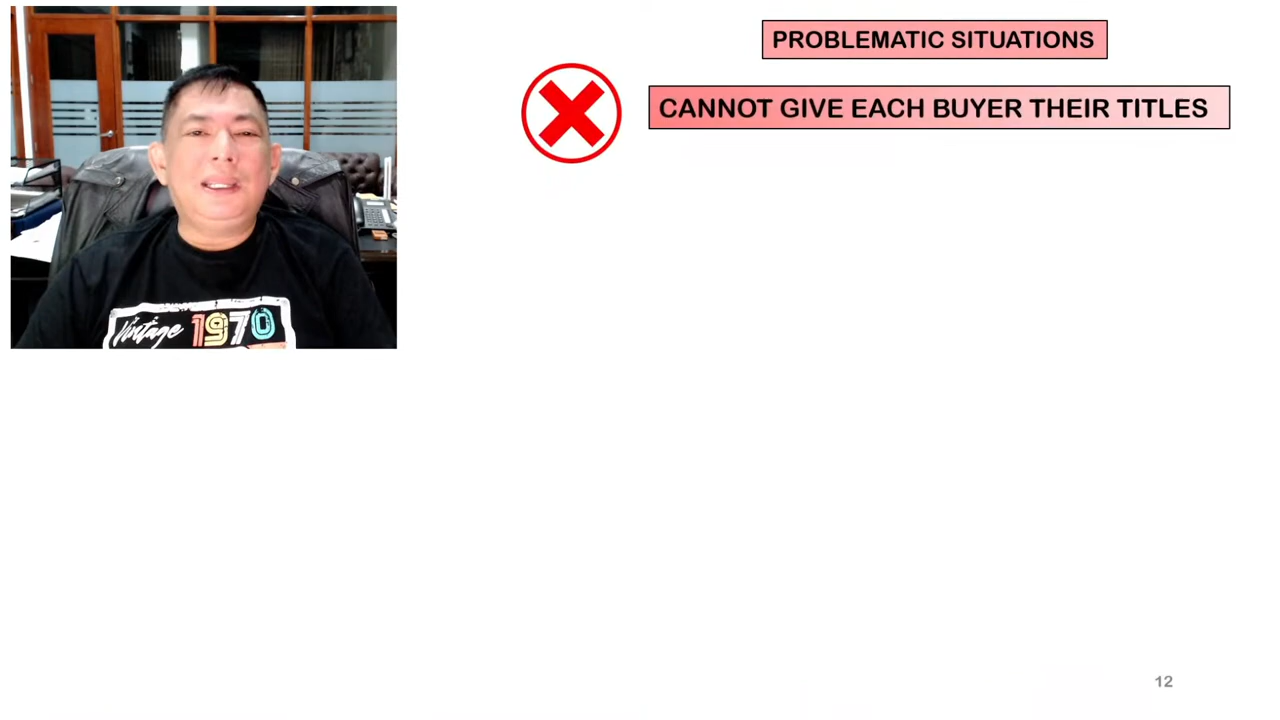 PROBLEMATIC SITUATIONS
CANNOT GIVE EACH BUYER THEIR TITLES
Vintage 1970
12